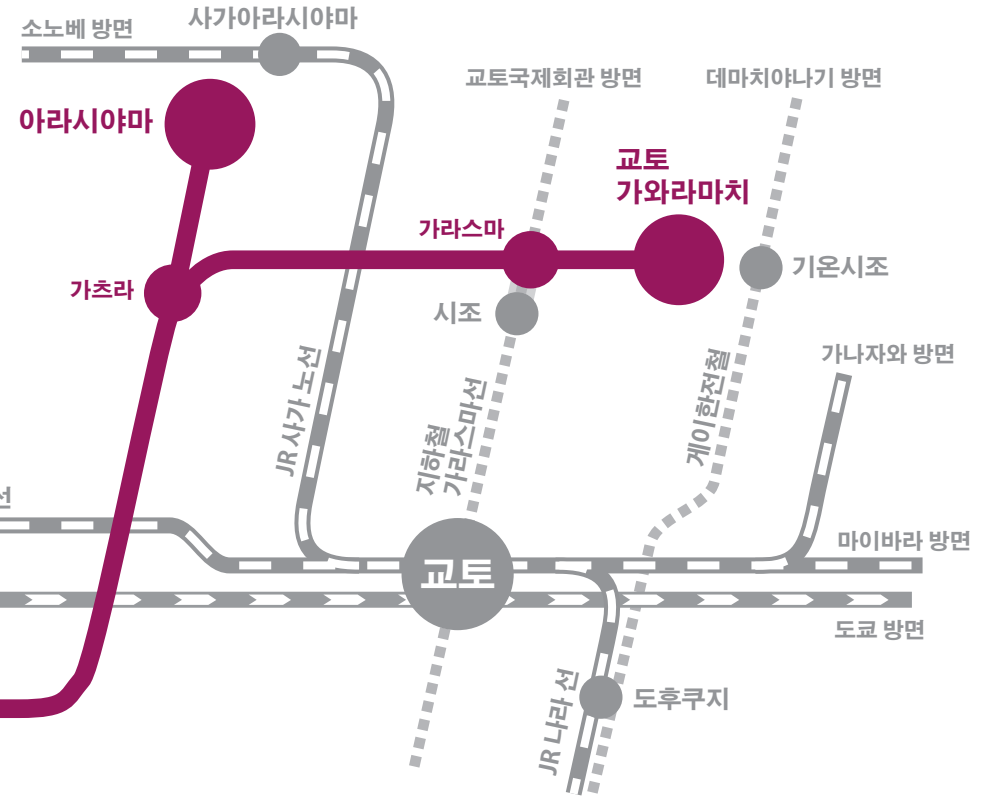 소노베 방면
사가아라시야마
아라시야마
교토국제회관 방면
데마치야나기 방면
교토
가와라마치
가라스마
가츠라
기온시조
시조
가나자와 방면
JR 사가 노선
지하철
가라스마선
게이한전철
선
교토
마이바라 방면
도쿄 방면
JR 나라 선
도후쿠지